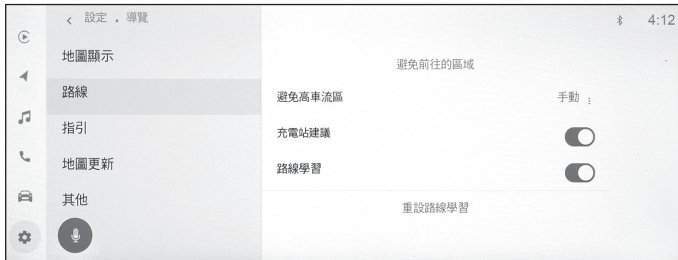 設定 . 導覽
4:12
地圖顯示
路線
指引
地圖更新
其他
避免前往的區域
避免高車流區
手動
充電站建議
路線學習
重設路線學習